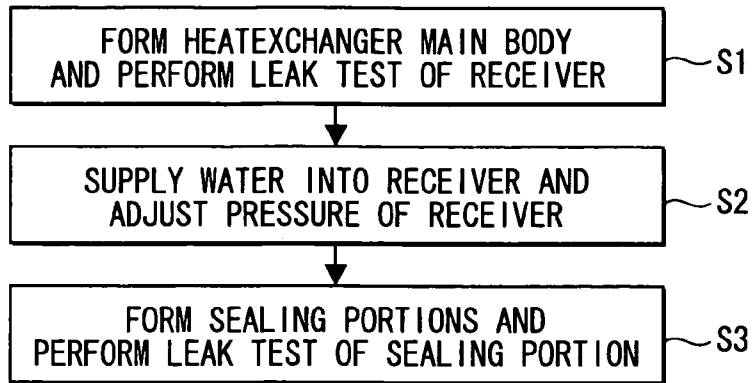 FORM HEATEXCHANGER MAIN BODY
AND PERFORM LEAK TEST OF RECEIVER
S1
SUPPLY WATER INTO RECEIVER AND
ADJUST PRESSURE OF RECEIVER
S2
FORM SEALING PORTIONS AND
PERFORM LEAK TEST OF SEALING PORTION
S3